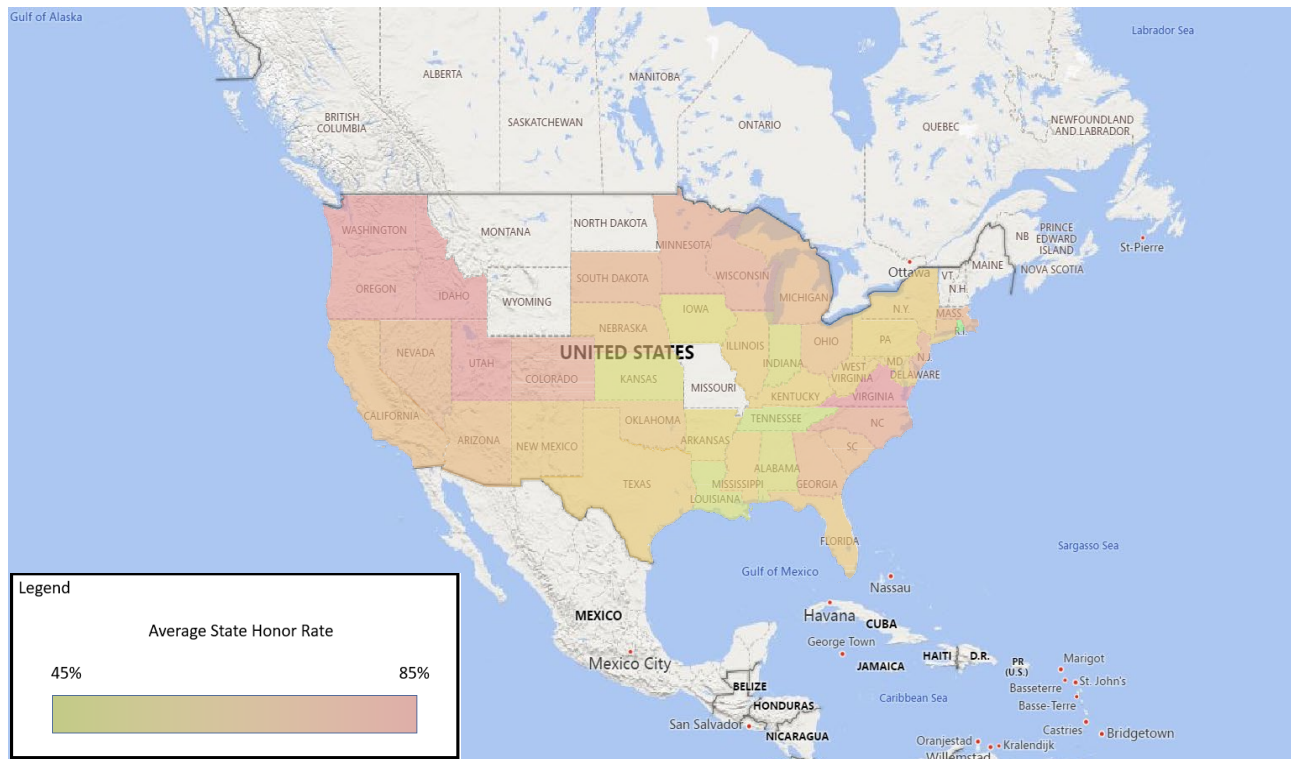 Gulf of Alaska
Labrador Sea
ALBERTA
MANITOBA
BRITISH
COLUMBIA
SASKATCHEWAN
ONTARIO
QUEBEC
NEWFOUNDLAND
AND LABRADOR
WASHINGTON
MONTANA
NORTH DAKOTA
MINNESOTA
NB
PRINCE
EDWARD
ISLAND
St-Pierre
Ottawa
MAINE
NOVA SCOTIA
VT.
N.H.
OREGON
IDAHO
WYOMING
SOUTH DAKOTA
WISCONSIN
MICHIGAN
IOWA
N.Y.
MASS
R.I.
NEBRASKA
NEVADA
UTAH
COLORADO
UNITED STATES
KANSAS
MISSOURI
ILLINOIS
INDIANA
OHIO
PA
N.J.
MD
DELAWARE
WEST
VIRGINIA
VIRGINIA
KENTUCKY
CALIFORNIA
ARIZONA
NEW MEXICO
OKLAHOMA
ARKANSAS
TENNESSEE
NC
SC
TEXAS
LOUISIANA
MISSISSIPPI
ALABAMA
GEORGIA
FLORIDA
Sargasso Sea
Gulf of Mexico
Nassau
MEXICO
Mexico City
Havana
CUBA
George Town
JAMAICA
HAITI
D.R.
PR
(U.S.)
Marigot
St. John's
Basseterre
Basse-Terre
BELIZE
HONDURAS
Caribbean Sea
San Salvador
NICARAGUA
Castries
Bridgetown
Oranjestad
Kralendijk
Willemstad
Legend
Average State Honor Rate
45%
85%